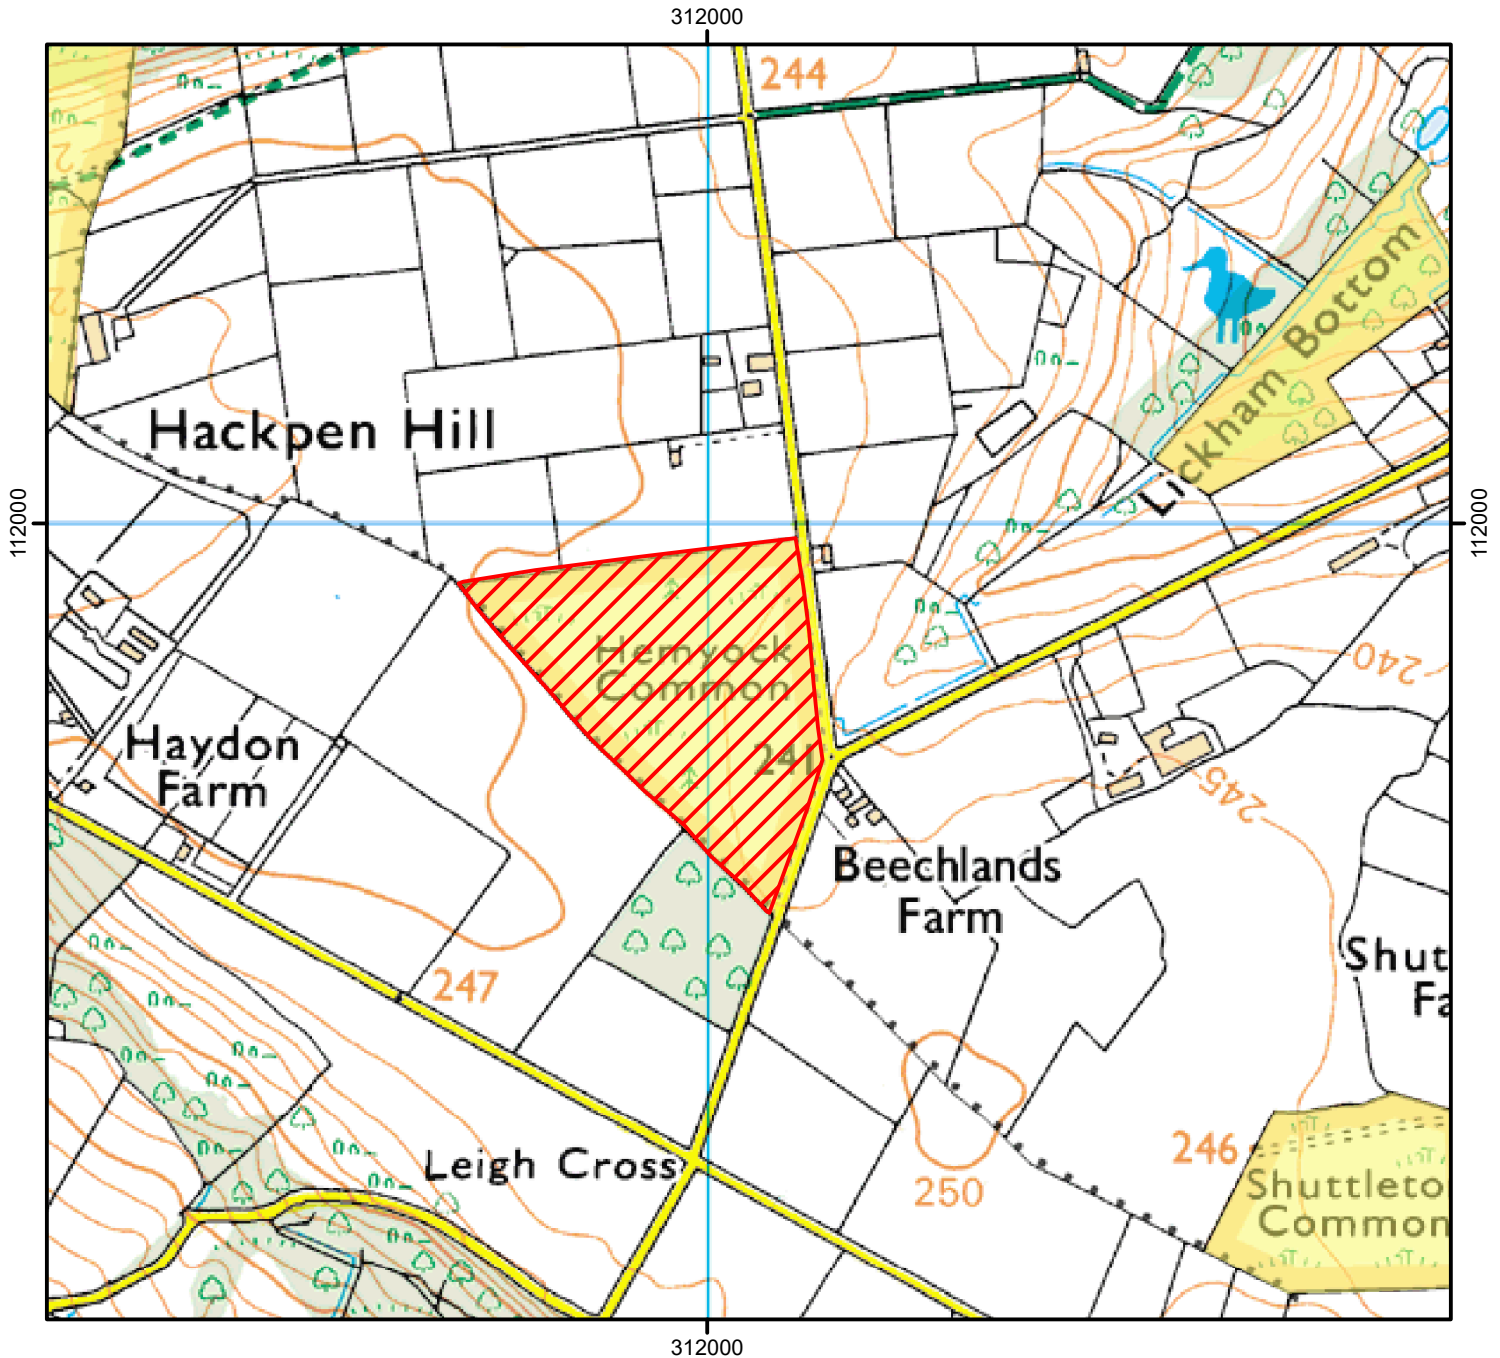 312000
244
Bottom
ckham
Hackpen Hill
112000
112000
Hemyock
Common
240
Haydon
Farm
241
245
Beechlands
Farm
Shut
Fa
247
246
Leigh Cross
250
Shuttleto
Common
312000